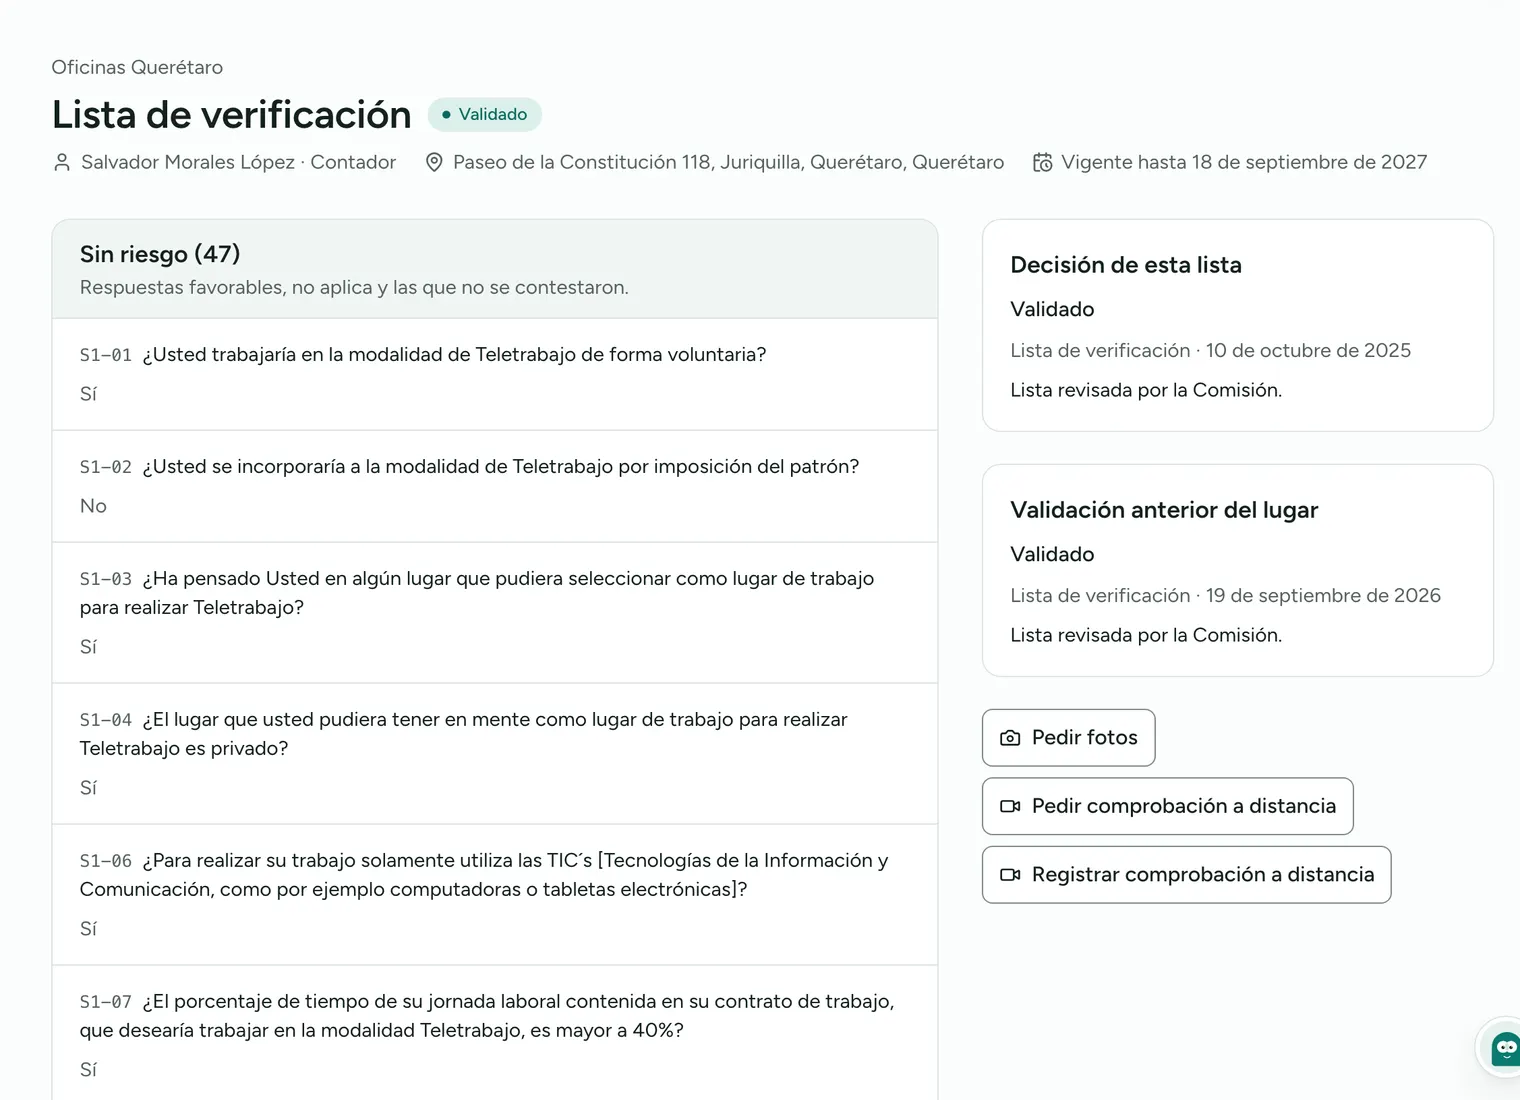 Oficinas Querétaro
Lista de verificación
Validado
Salvador Morales López · Contador
Paseo de la Constitución 118, Juriquilla, Querétaro, Querétaro
Vigente hasta 18 de septiembre de 2027
Sin riesgo (47)
Respuestas favorables, no aplica y las que no se contestaron.
S1–01 ¿Usted trabajaría en la modalidad de Teletrabajo de forma voluntaria?
Sí
S1–02 ¿Usted se incorporaría a la modalidad de Teletrabajo por imposición del patrón?
No
S1–03 ¿Ha pensado Usted en algún lugar que pudiera seleccionar como lugar de trabajo
para realizar Teletrabajo?
Sí
S1–04 ¿El lugar que usted pudiera tener en mente como lugar de trabajo para realizar
Teletrabajo es privado?
Sí
S1–06 ¿Para realizar su trabajo solamente utiliza las TIC´s [Tecnologías de la Información y
Comunicación, como por ejemplo computadoras o tabletas electrónicas]?
Sí
S1–07 ¿El porcentaje de tiempo de su jornada laboral contenida en su contrato de trabajo,
que desearía trabajar en la modalidad Teletrabajo, es mayor a 40%?
Sí
Decisión de esta lista
Validado
Lista de verificación · 10 de octubre de 2025
Lista revisada por la Comisión.
Validación anterior del lugar
Validado
Lista de verificación · 19 de septiembre de 2026
Lista revisada por la Comisión.
Pedir fotos
Pedir comprobación a distancia
Registrar comprobación a distancia